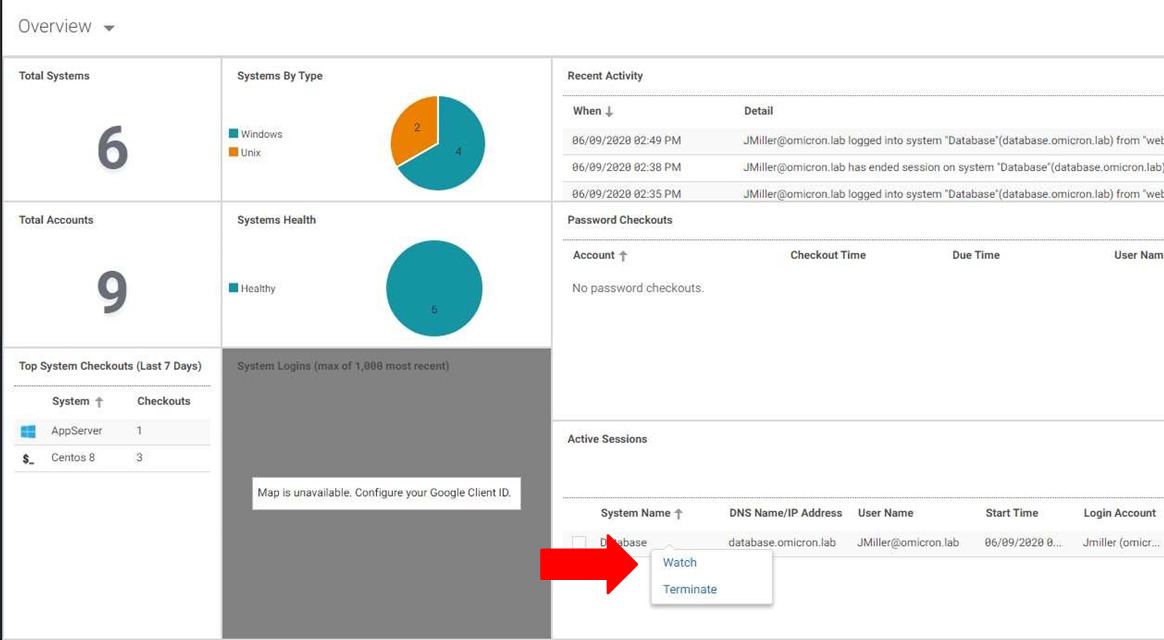 Overview
Total Systems
6
Systems By Type
Windows
Unix
2
4
Recent Activity
When
Detail
06/09/2020 02:49 PM
JMiller@omicron.lab logged into system "Database"(database.omicron.lab) from "web
06/09/2020 02:38 PM
JMiller@omicron.lab has ended session on system "Database"(database.omicron.lab)
06/09/2020 02:35 PM
JMiller@omicron.lab logged into system "Database"(database.omicron.lab) from "web
Total Accounts
9
Systems Health
Healthy
6
Password Checkouts
Account
Checkout Time
Due Time
User Nam
No password checkouts.
Top System Checkouts (Last 7 Days)
System
Checkouts
AppServer
1
$_
Centos 8
3
System Logins (max of 1,000 most recent)
Map is unavailable. Configure your Google Client ID.
Active Sessions
System Name
DNS Name/IP Address
User Name
Start Time
Login Account
Database
database.omicron.lab
JMiller@omicron.lab
06/09/2020 0...
Jmiller (omicr...
Watch
Terminate